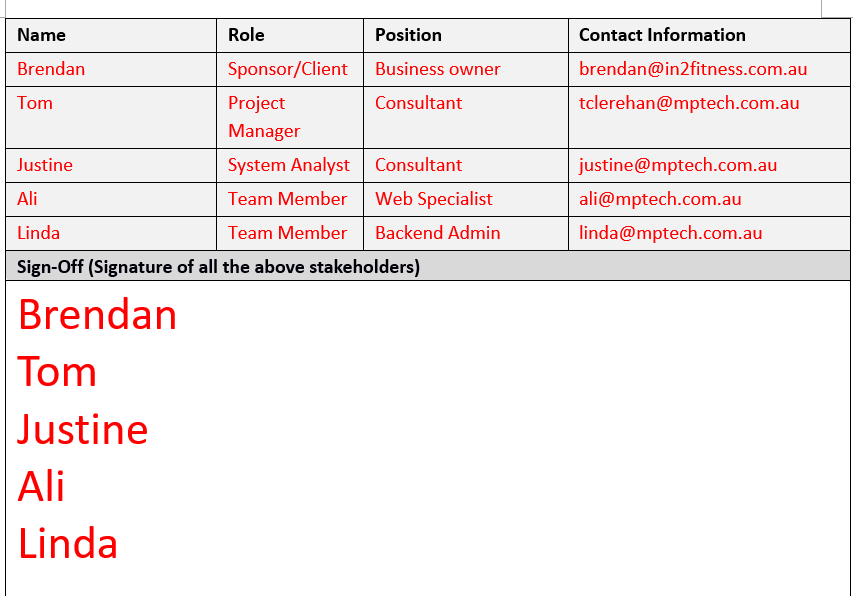 Name Role Position Contact Information
Brendan Sponsor/Client Business owner brendan@in2fitness.com.au
Tom Project Manager Consultant tclerehan@mptech.com.au
Justine System Analyst Consultant justine@mptech.com.au
Ali Team Member Web Specialist ali@mptech.com.au
Linda Team Member Backend Admin linda@mptech.com.au
Sign-Off (Signature of all the above stakeholders)
Brendan
Tom
Justine
Ali
Linda